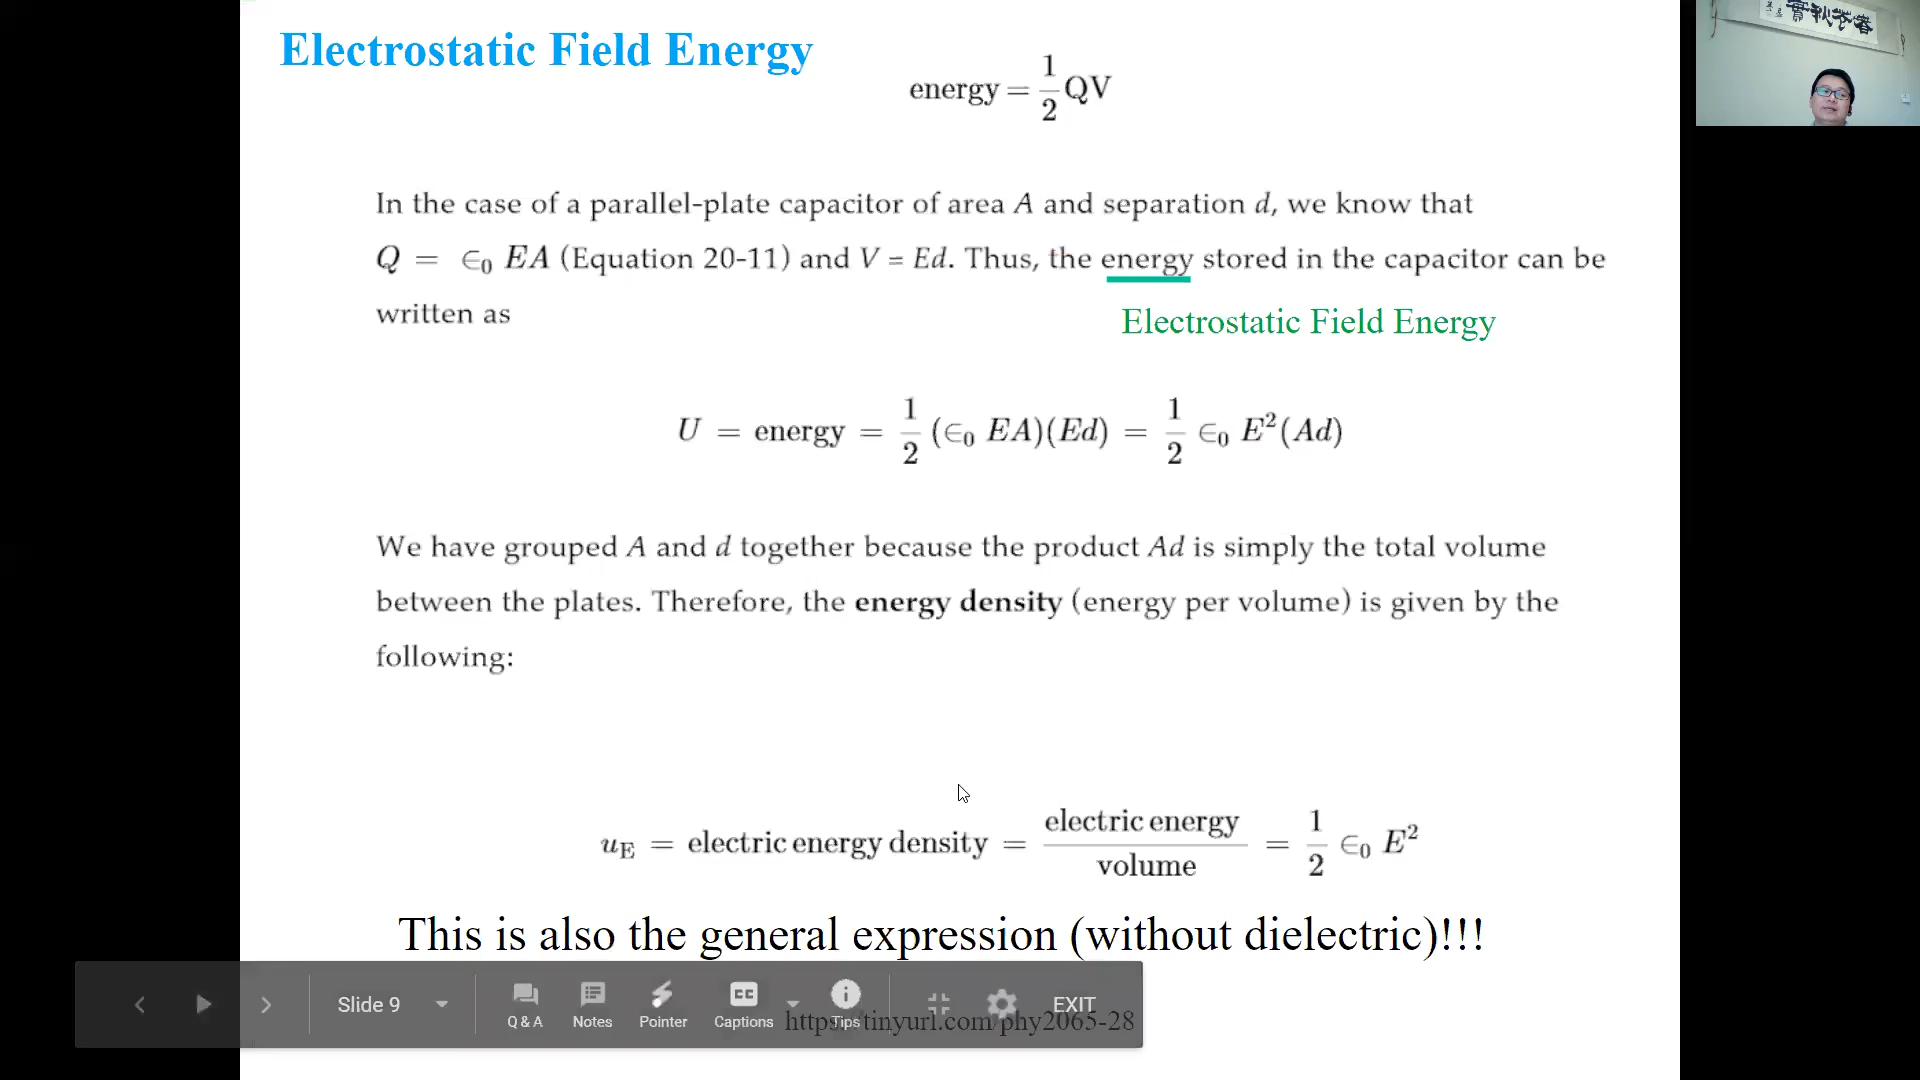 Electrostatic Field Energy
energy = 1/2 QV
In the case of a parallel-plate capacitor of area A and separation d, we know that
Q = ∈₀ EA (Equation 20-11) and V = Ed. Thus, the energy stored in the capacitor can be
written as
Electrostatic Field Energy
U = energy = 1/2 (∈₀ EA)(Ed) = 1/2 ∈₀ E²(Ad)
We have grouped A and d together because the product Ad is simply the total volume
between the plates. Therefore, the energy density (energy per volume) is given by the
following:
u_E = electric energy density = electric energy / volume = 1/2 ∈₀ E²
This is also the general expression (without dielectric)!!!
Slide 9
Q & A
Notes
Pointer
Captions
Tips
EXIT
https://tinyurl.com/phy2065-28